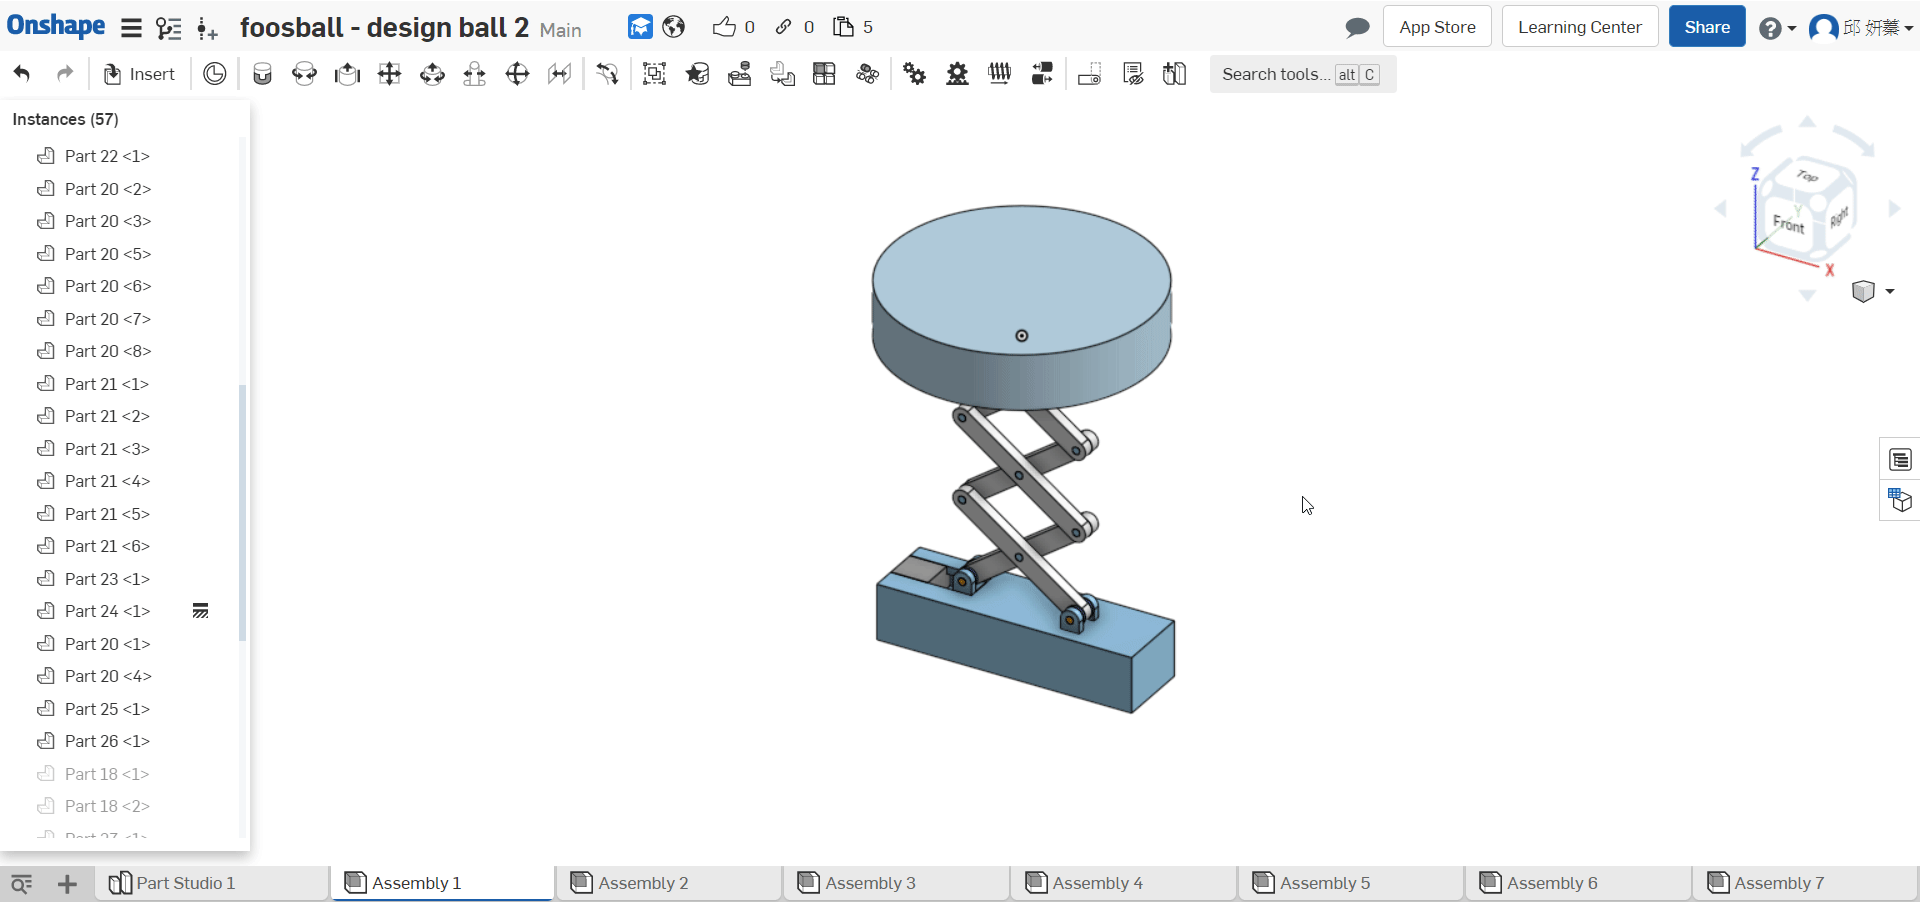 Onshape foosball - design ball 2 Main 0 0 5 App Store Learning Center Share 邱 妍蓁
Insert Search tools... alt C
Instances (57)
Part 22 <1>
Part 20 <2>
Part 20 <3>
Part 20 <5>
Part 20 <6>
Part 20 <7>
Part 20 <8>
Part 21 <1>
Part 21 <2>
Part 21 <3>
Part 21 <4>
Part 21 <5>
Part 21 <6>
Part 23 <1>
Part 24 <1>
Part 20 <1>
Part 20 <4>
Part 25 <1>
Part 26 <1>
Part 18 <1>
Part 18 <2>
Part 27 <1>
Z
Top
Y
Front
Right
X
Part Studio 1 Assembly 1 Assembly 2 Assembly 3 Assembly 4 Assembly 5 Assembly 6 Assembly 7